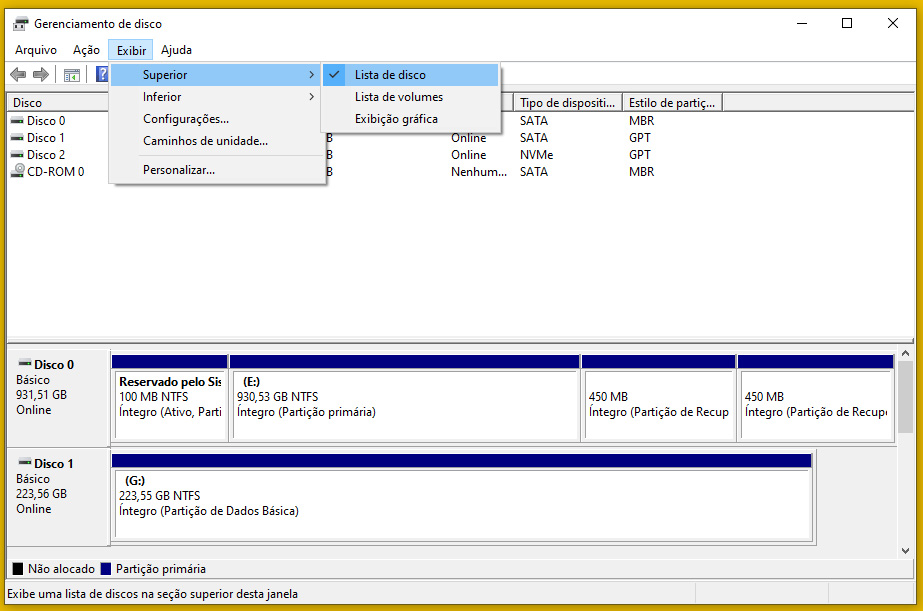 Gerenciamento de disco
Arquivo Ação Exibir Ajuda
Superior
Inferior
Configurações...
Caminhos de unidade...
Personalizar...
Lista de disco
Lista de volumes
Exibição gráfica
Disco Tipo de dispositi... Estilo de partiç...
Disco 0 SATA MBR
Disco 1 B Online SATA GPT
Disco 2 B Online NVMe GPT
CD-ROM 0 B Nenhum... SATA MBR
Disco 0
Básico
931,51 GB
Online
Reservado pelo Sis
100 MB NTFS
Íntegro (Ativo, Parti
(E:)
930,53 GB NTFS
Íntegro (Partição primária)
450 MB
Íntegro (Partição de Recup
450 MB
Íntegro (Partição de Recup
Disco 1
Básico
223,56 GB
Online
(G:)
223,55 GB NTFS
Íntegro (Partição de Dados Básica)
Não alocado Partição primária
Exibe uma lista de discos na seção superior desta janela